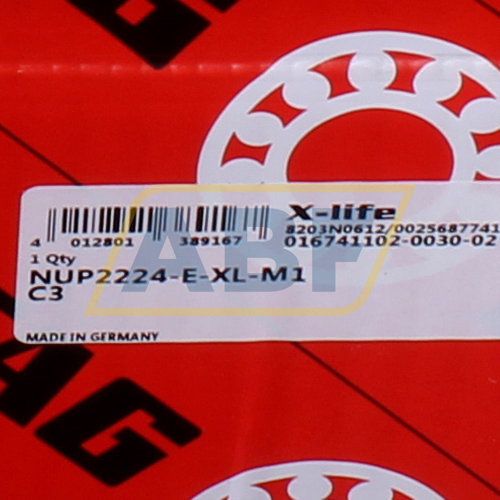 X-life
8203N0612/0025687741
016741102-0030-02
4 012801 389167
1 Qty
NUP2224-E-XL-M1
C3
MADE IN GERMANY
ABF
AG